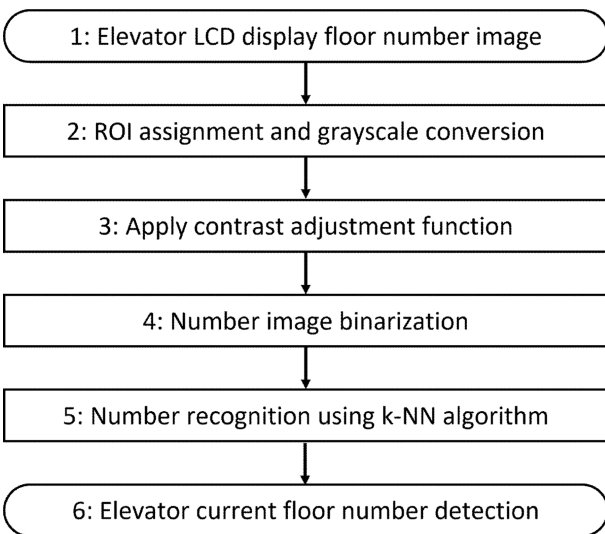 1: Elevator LCD display floor number image
2: ROI assignment and grayscale conversion
3: Apply contrast adjustment function
4: Number image binarization
5: Number recognition using k-NN algorithm
6: Elevator current floor number detection